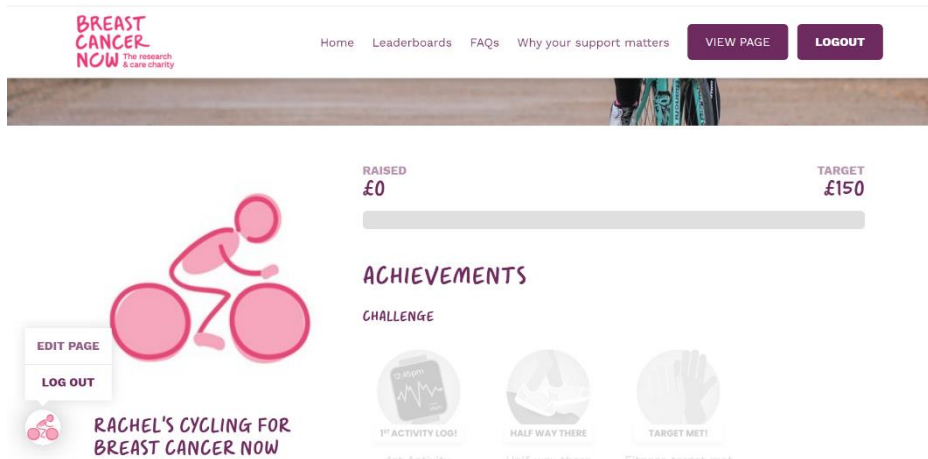 BREAST
CANCER
NOW The research
& care charity
Home Leaderboards FAQs Why your support matters VIEW PAGE LOGOUT
RAISED TARGET
£0 £150
ACHIEVEMENTS
CHALLENGE
EDIT PAGE
LOG OUT
12:45pm
1ST ACTIVITY LOG! HALF WAY THERE TARGET MET!
RACHEL'S CYCLING FOR
BREAST CANCER NOW